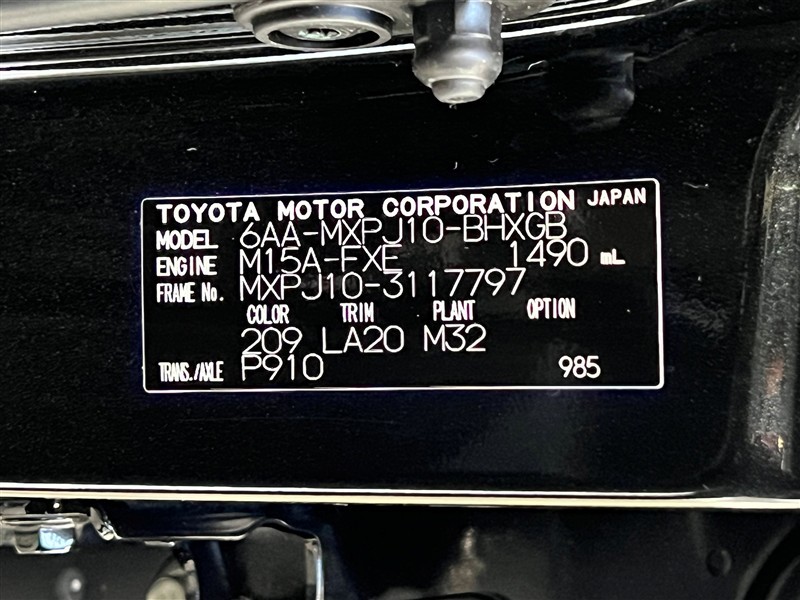 TOYOTA MOTOR CORPORATION JAPAN
MODEL 6AA-MXPJ10-BHXGB
ENGINE M15A-FXE 1490 mL
FRAME No. MXPJ10-3117797
COLOR TRIM PLANT OPTION
209 LA20 M32
TRANS./AXLE P910 985